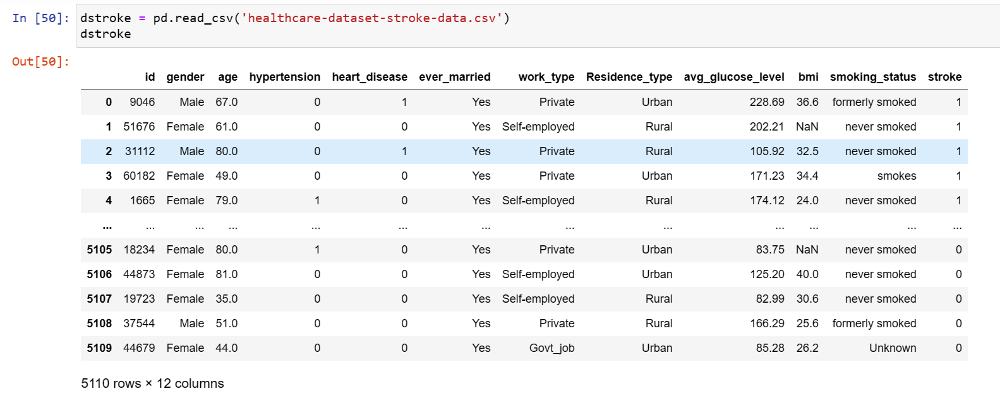 In [50]: dstroke = pd.read_csv('healthcare-dataset-stroke-data.csv')
dstroke
Out[50]:
id gender age hypertension heart_disease ever_married work_type Residence_type avg_glucose_level bmi smoking_status stroke
0 9046 Male 67.0 0 1 Yes Private Urban 228.69 36.6 formerly smoked 1
1 51676 Female 61.0 0 0 Yes Self-employed Rural 202.21 NaN never smoked 1
2 31112 Male 80.0 0 1 Yes Private Rural 105.92 32.5 never smoked 1
3 60182 Female 49.0 0 0 Yes Private Urban 171.23 34.4 smokes 1
4 1665 Female 79.0 1 0 Yes Self-employed Rural 174.12 24.0 never smoked 1
... ... ... ... ... ... ... ... ... ... ... ... ...
5105 18234 Female 80.0 1 0 Yes Private Urban 83.75 NaN never smoked 0
5106 44873 Female 81.0 0 0 Yes Self-employed Urban 125.20 40.0 never smoked 0
5107 19723 Female 35.0 0 0 Yes Self-employed Rural 82.99 30.6 never smoked 0
5108 37544 Male 51.0 0 0 Yes Private Rural 166.29 25.6 formerly smoked 0
5109 44679 Female 44.0 0 0 Yes Govt_job Urban 85.28 26.2 Unknown 0
5110 rows × 12 columns